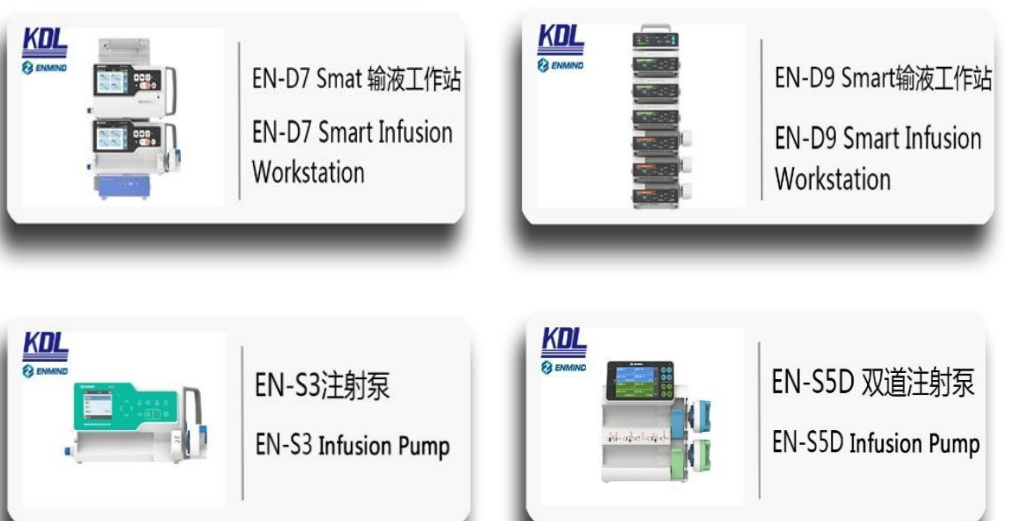 KDL
ENMIND
EN-D7 Smat 输液工作站
EN-D7 Smart Infusion
Workstation
KDL
ENMIND
EN-D9 Smart输液工作站
EN-D9 Smart Infusion
Workstation
KDL
ENMIND
EN-S3注射泵
EN-S3 Infusion Pump
KDL
ENMIND
EN-S5D 双道注射泵
EN-S5D Infusion Pump